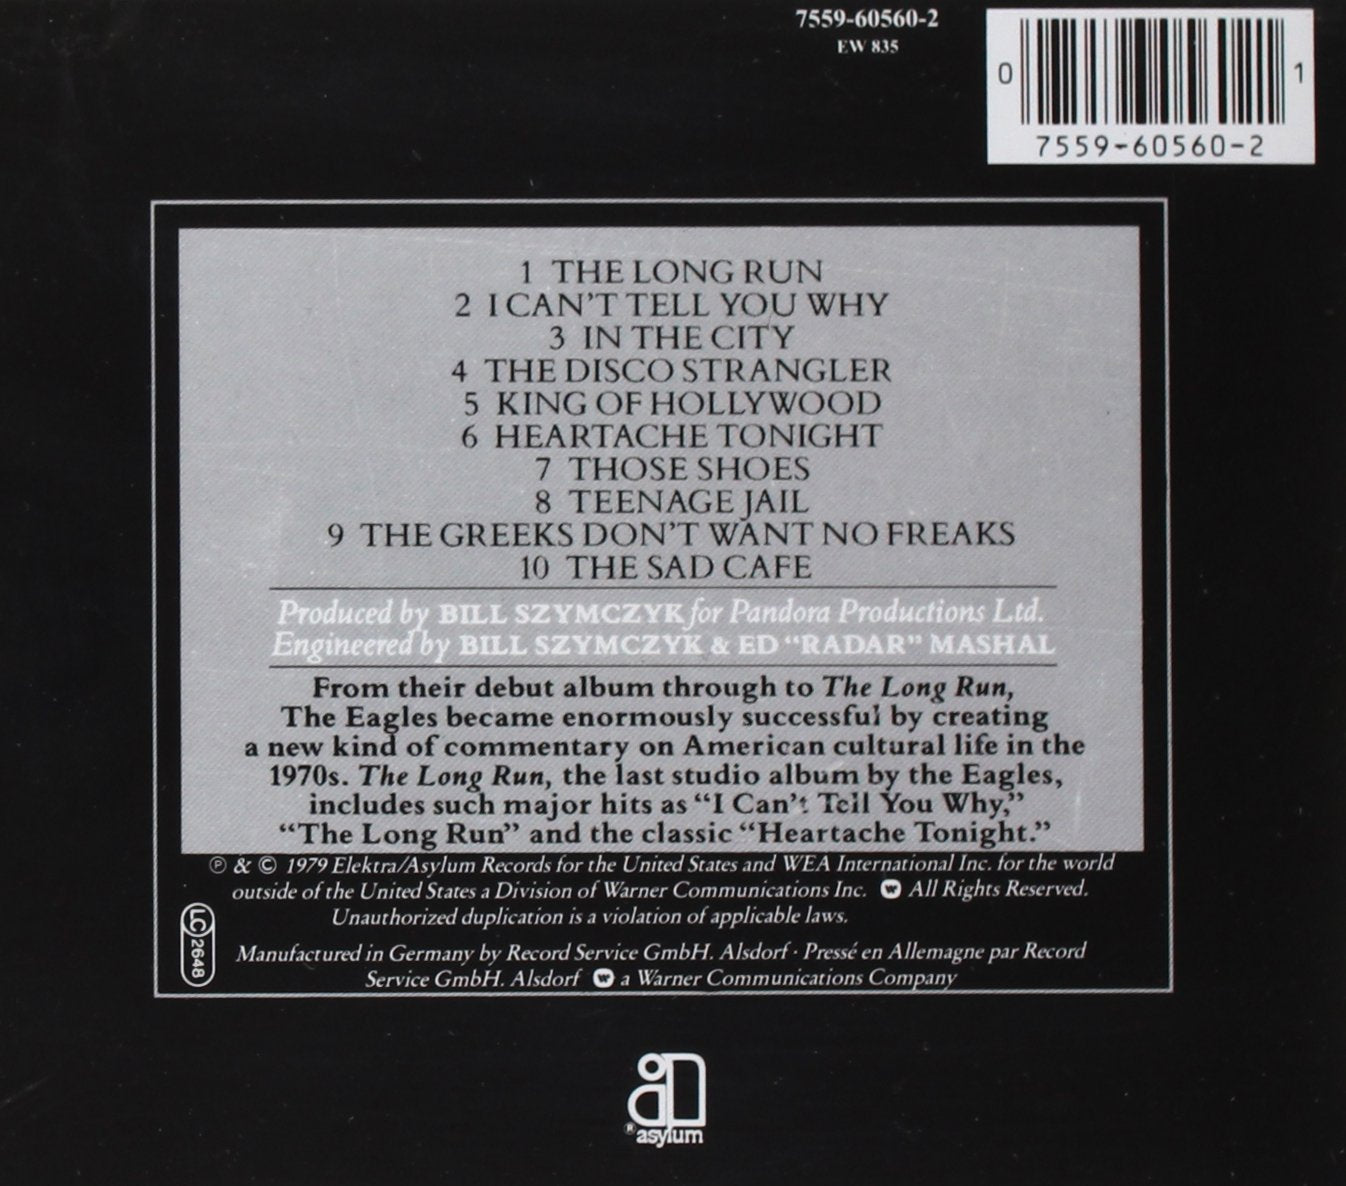 7559-60560-2
EW 835
0 1
7559-60560-2
1 THE LONG RUN
2 I CAN'T TELL YOU WHY
3 IN THE CITY
4 THE DISCO STRANGLER
5 KING OF HOLLYWOOD
6 HEARTACHE TONIGHT
7 THOSE SHOES
8 TEENAGE JAIL
9 THE GREEKS DON'T WANT NO FREAKS
10 THE SAD CAFE
Produced by BILL SZYMCZYK for Pandora Productions Ltd.
Engineered by BILL SZYMCZYK & ED “RADAR” MASHAL
From their debut album through to The Long Run,
The Eagles became enormously successful by creating
a new kind of commentary on American cultural life in the
1970s. The Long Run, the last studio album by the Eagles,
includes such major hits as “I Can't Tell You Why,”
“The Long Run” and the classic “Heartache Tonight.”
℗ & © 1979 Elektra/Asylum Records for the United States and WEA International Inc. for the world
outside of the United States a Division of Warner Communications Inc. W All Rights Reserved.
Unauthorized duplication is a violation of applicable laws.
LC 2648
Manufactured in Germany by Record Service GmbH. Alsdorf · Pressé en Allemagne par Record
Service GmbH. Alsdorf W a Warner Communications Company
® asylum